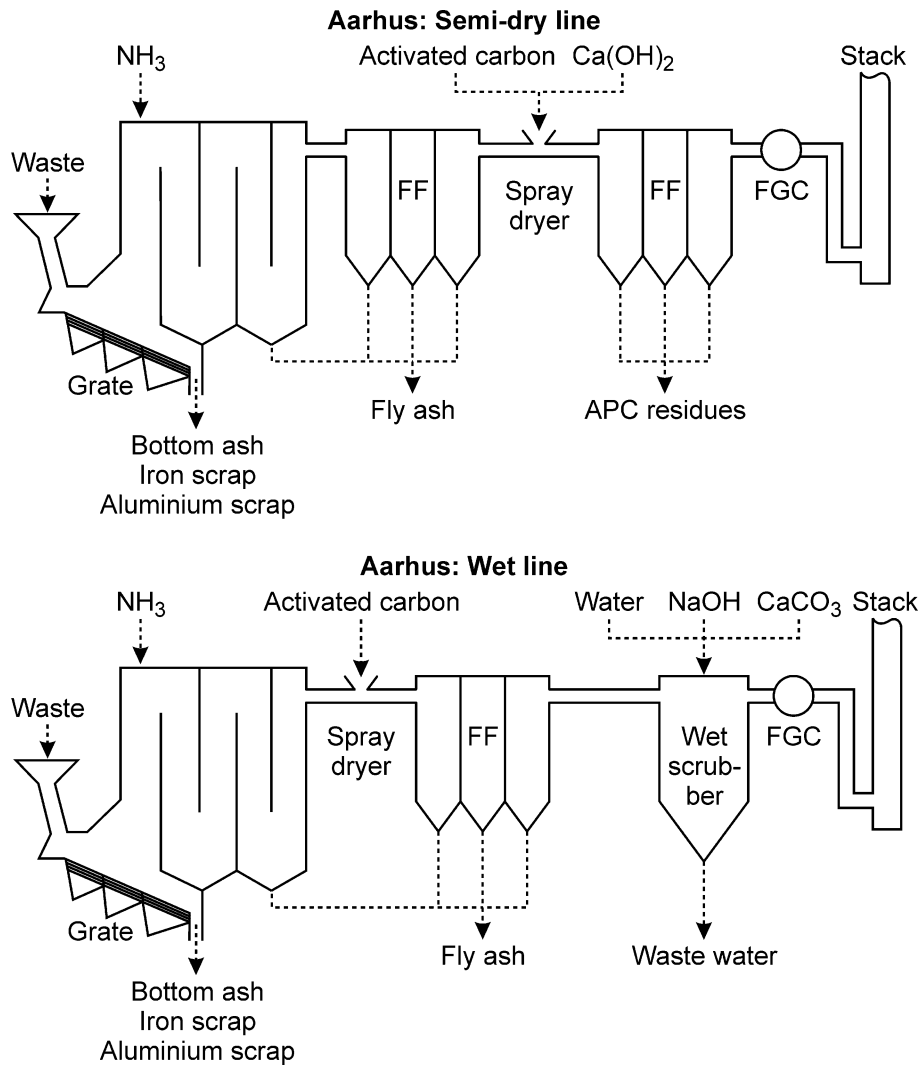 Aarhus: Semi-dry line
NH₃
Activated carbon
Ca(OH)₂
Stack
Waste
FF
Spray
dryer
FF
FGC
Grate
Fly ash
APC residues
Bottom ash
Iron scrap
Aluminium scrap
Aarhus: Wet line
NH₃
Activated carbon
Water
NaOH
CaCO₃
Stack
Waste
Spray
dryer
FF
Wet
scrub-
ber
FGC
Grate
Fly ash
Waste water
Bottom ash
Iron scrap
Aluminium scrap